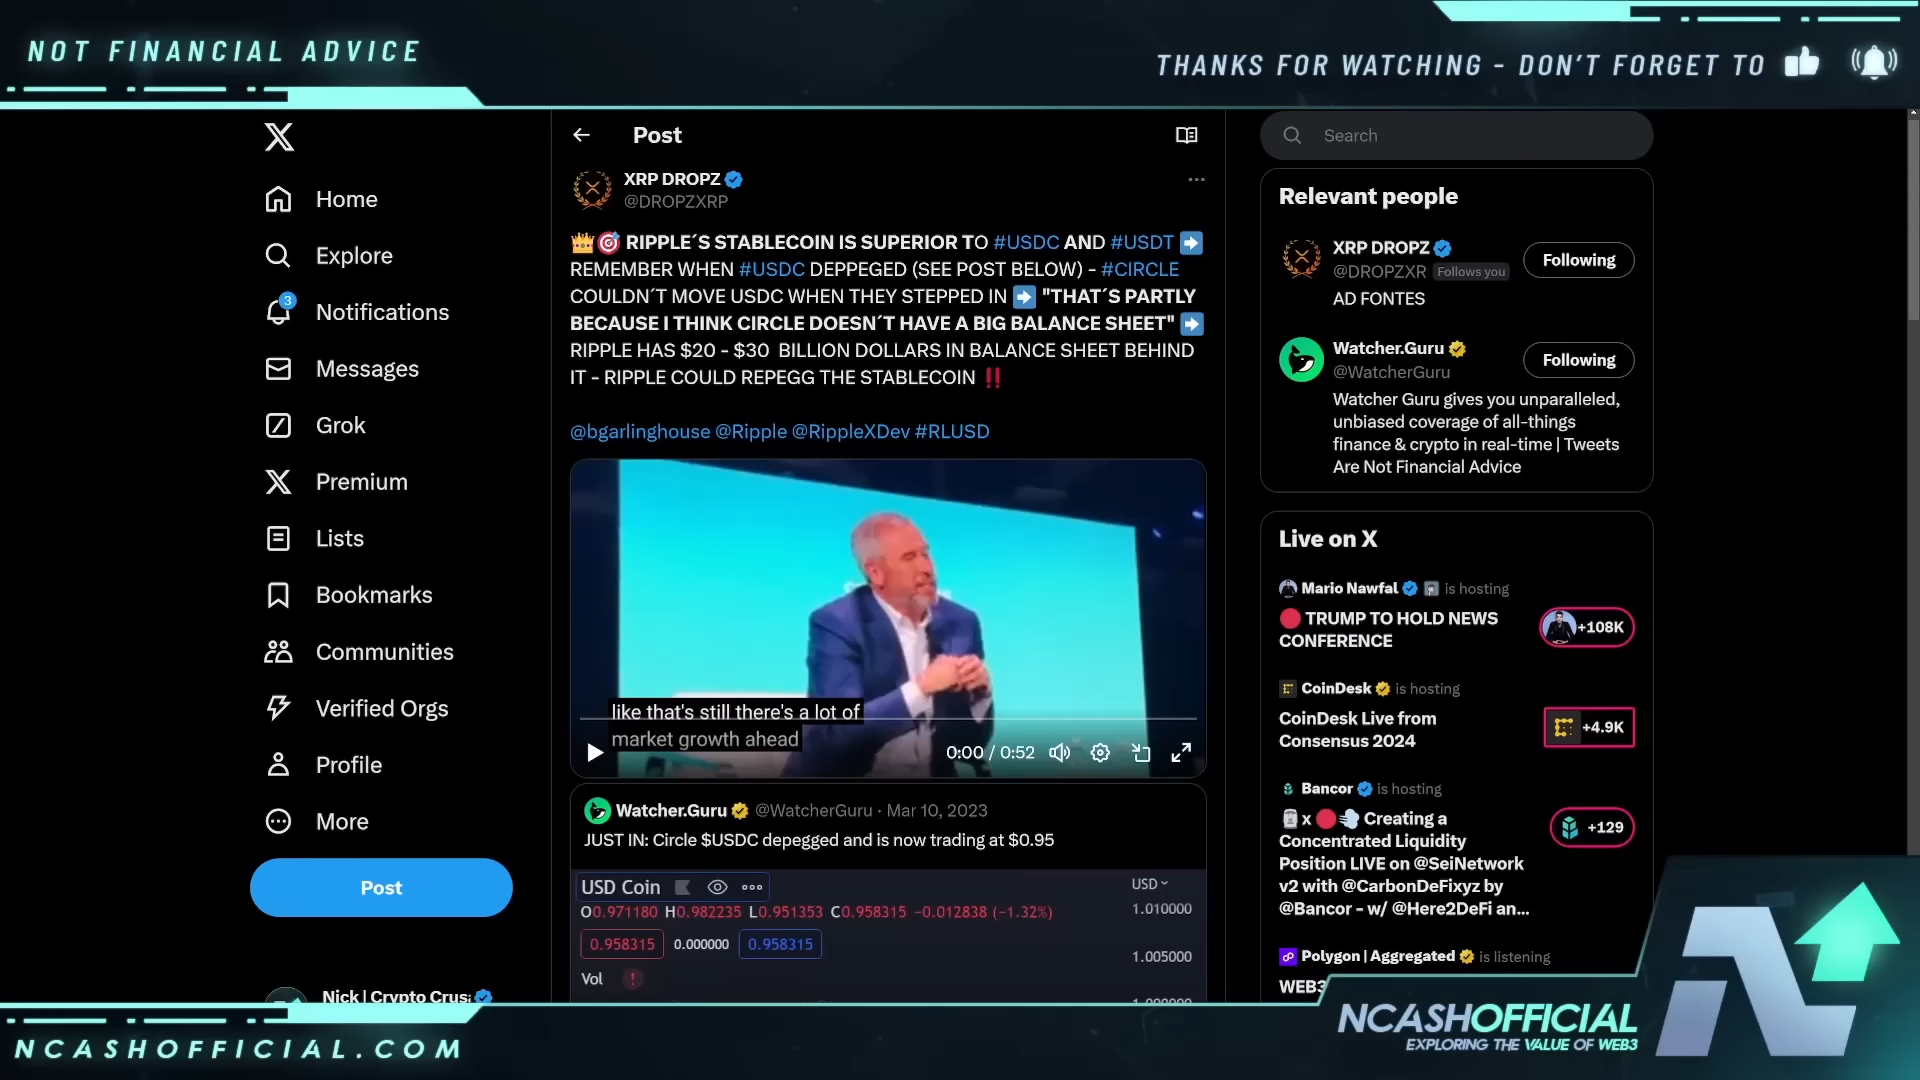 NOT FINANCIAL ADVICE
THANKS FOR WATCHING - DON'T FORGET TO
Home
Explore
3
Notifications
Messages
Grok
Premium
Lists
Bookmarks
Communities
Verified Orgs
Profile
More
Post
Nick | Crypto Crus
Post
XRP DROPZ
@DROPZXRP
RIPPLE´S STABLECOIN IS SUPERIOR TO #USDC AND #USDT
REMEMBER WHEN #USDC DEPPEGED (SEE POST BELOW) - #CIRCLE
COULDN´T MOVE USDC WHEN THEY STEPPED IN "THAT´S PARTLY
BECAUSE I THINK CIRCLE DOESN´T HAVE A BIG BALANCE SHEET"
RIPPLE HAS $20 - $30 BILLION DOLLARS IN BALANCE SHEET BEHIND
IT - RIPPLE COULD REPEGG THE STABLECOIN ‼
@bgarlinghouse @Ripple @RippleXDev #RLUSD
like that's still there's a lot of
market growth ahead
0:00 / 0:52
Watcher.Guru @WatcherGuru · Mar 10, 2023
JUST IN: Circle $USDC depegged and is now trading at $0.95
USD Coin
USD
O0.971180 H0.982235 L0.951353 C0.958315 −0.012838 (−1.32%)
1.010000
0.958315 0.000000 0.958315
1.005000
Vol
Search
Relevant people
XRP DROPZ
@DROPZXR Follows you
Following
AD FONTES
Watcher.Guru
@WatcherGuru
Following
Watcher Guru gives you unparalleled,
unbiased coverage of all-things
finance & crypto in real-time | Tweets
Are Not Financial Advice
Live on X
Mario Nawfal is hosting
TRUMP TO HOLD NEWS
CONFERENCE
+108K
CoinDesk is hosting
CoinDesk Live from
Consensus 2024
+4.9K
Bancor is hosting
x Creating a
Concentrated Liquidity
Position LIVE on @SeiNetwork
v2 with @CarbonDeFixyz by
@Bancor - w/ @Here2DeFi an...
+129
Polygon | Aggregated is listening
WEB3
NCASHOFFICIAL.COM
NCASHOFFICIAL
EXPLORING THE VALUE OF WEB3